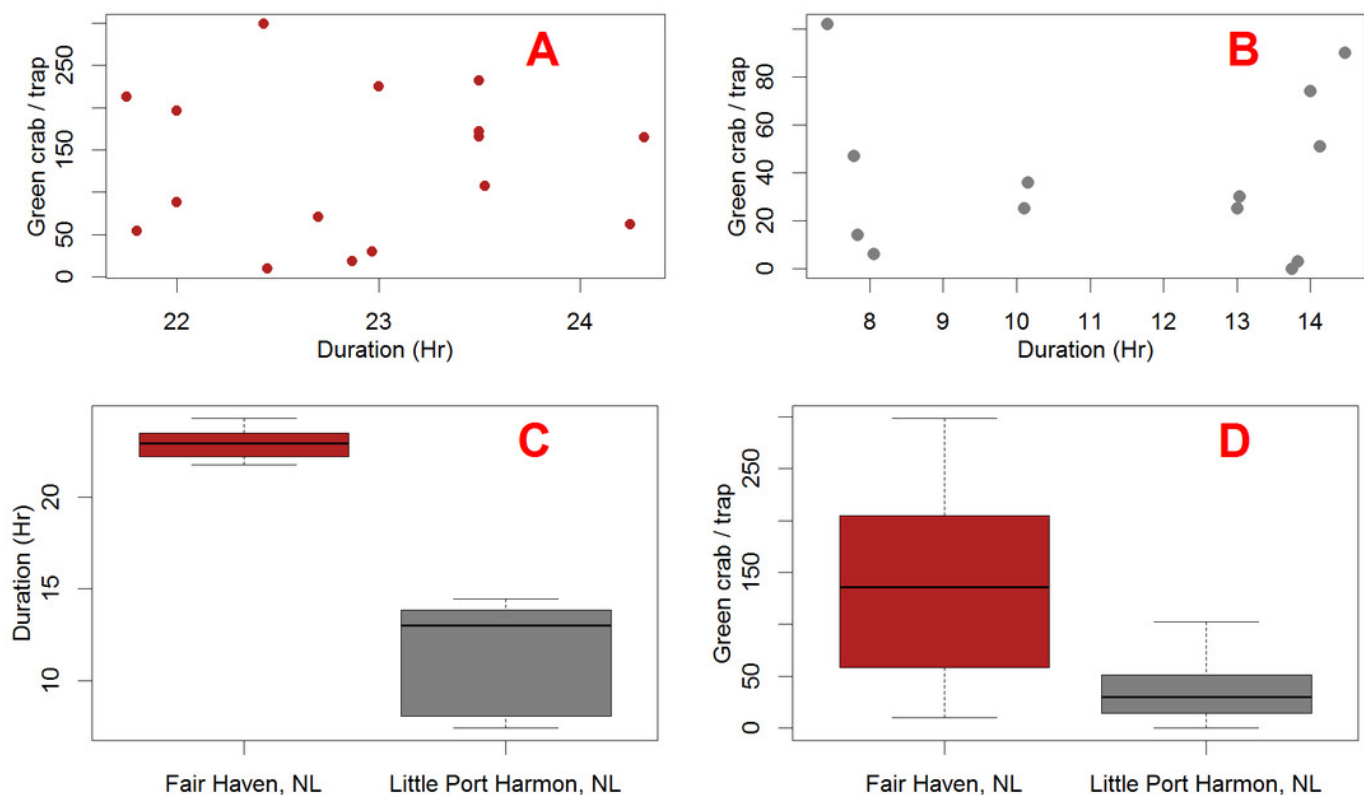 A
Green crab / trap
250
150
50
0
22 23 24
Duration (Hr)
B
Green crab / trap
80
60
40
20
0
8 9 10 11 12 13 14
Duration (Hr)
C
Duration (Hr)
20
15
10
Fair Haven, NL Little Port Harmon, NL
D
Green crab / trap
250
150
50
0
Fair Haven, NL Little Port Harmon, NL